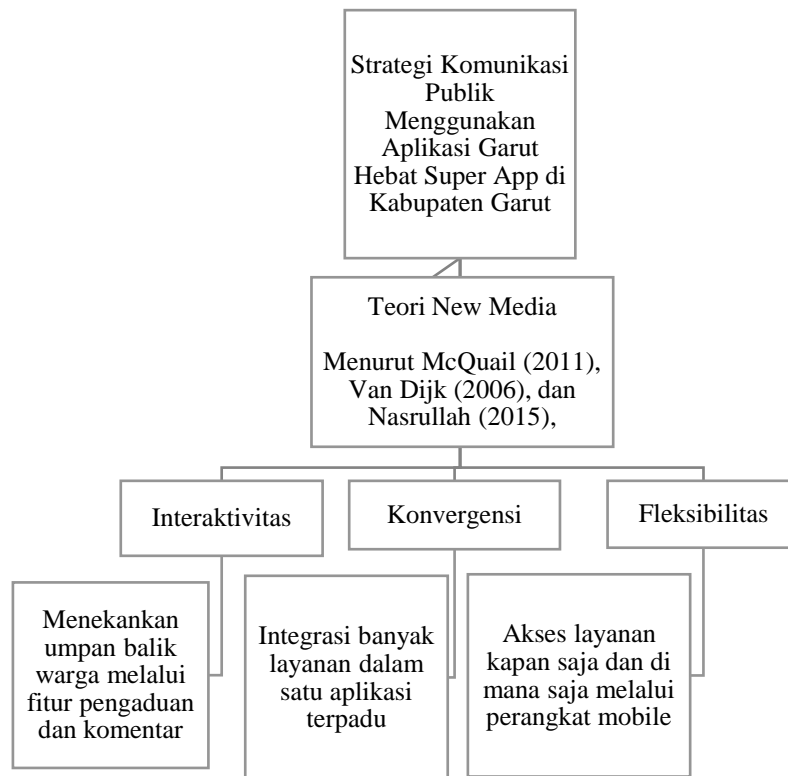 Strategi Komunikasi
Publik
Menggunakan
Aplikasi Garut
Hebat Super App di
Kabupaten Garut
Teori New Media
Menurut McQuail (2011),
Van Dijk (2006), dan
Nasrullah (2015),
Interaktivitas
Konvergensi
Fleksibilitas
Menekankan
umpan balik
warga melalui
fitur pengaduan
dan komentar
Integrasi banyak
layanan dalam
satu aplikasi
terpadu
Akses layanan
kapan saja dan di
mana saja melalui
perangkat mobile